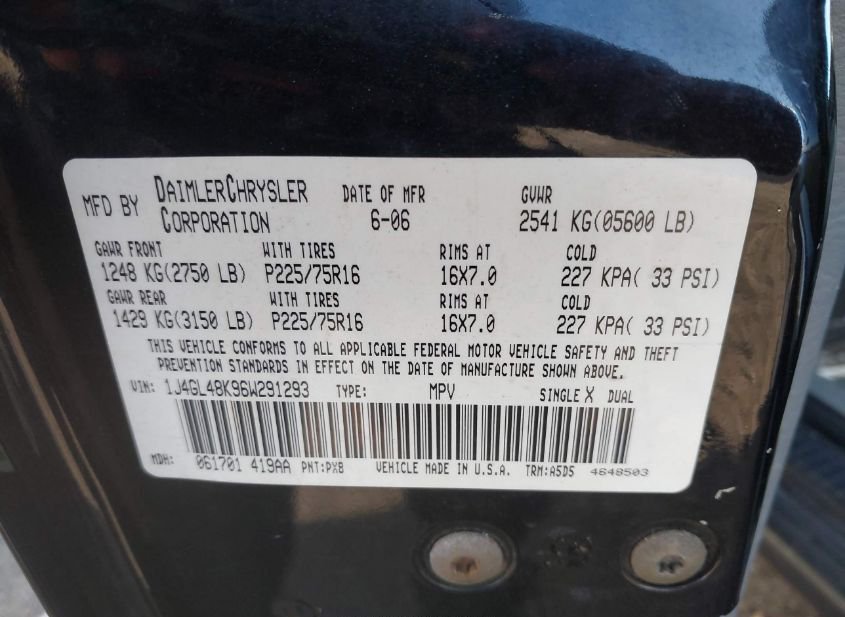 MFD BY DAIMLERCHRYSLER CORPORATION DATE OF MFR 6-06 GVWR 2541 KG(05600 LB)
GAWR FRONT WITH TIRES RIMS AT COLD
1248 KG(2750 LB) P225/75R16 16X7.0 227 KPA( 33 PSI)
GAWR REAR WITH TIRES RIMS AT COLD
1429 KG(3150 LB) P225/75R16 16X7.0 227 KPA( 33 PSI)
THIS VEHICLE CONFORMS TO ALL APPLICABLE FEDERAL MOTOR VEHICLE SAFETY AND THEFT
PREVENTION STANDARDS IN EFFECT ON THE DATE OF MANUFACTURE SHOWN ABOVE.
VIN: 1J4GL48K96W291293 TYPE: MPV SINGLE X DUAL
MDH: 061701 419AA PNT:PXB VEHICLE MADE IN U.S.A. TRM:A5D5 4648503